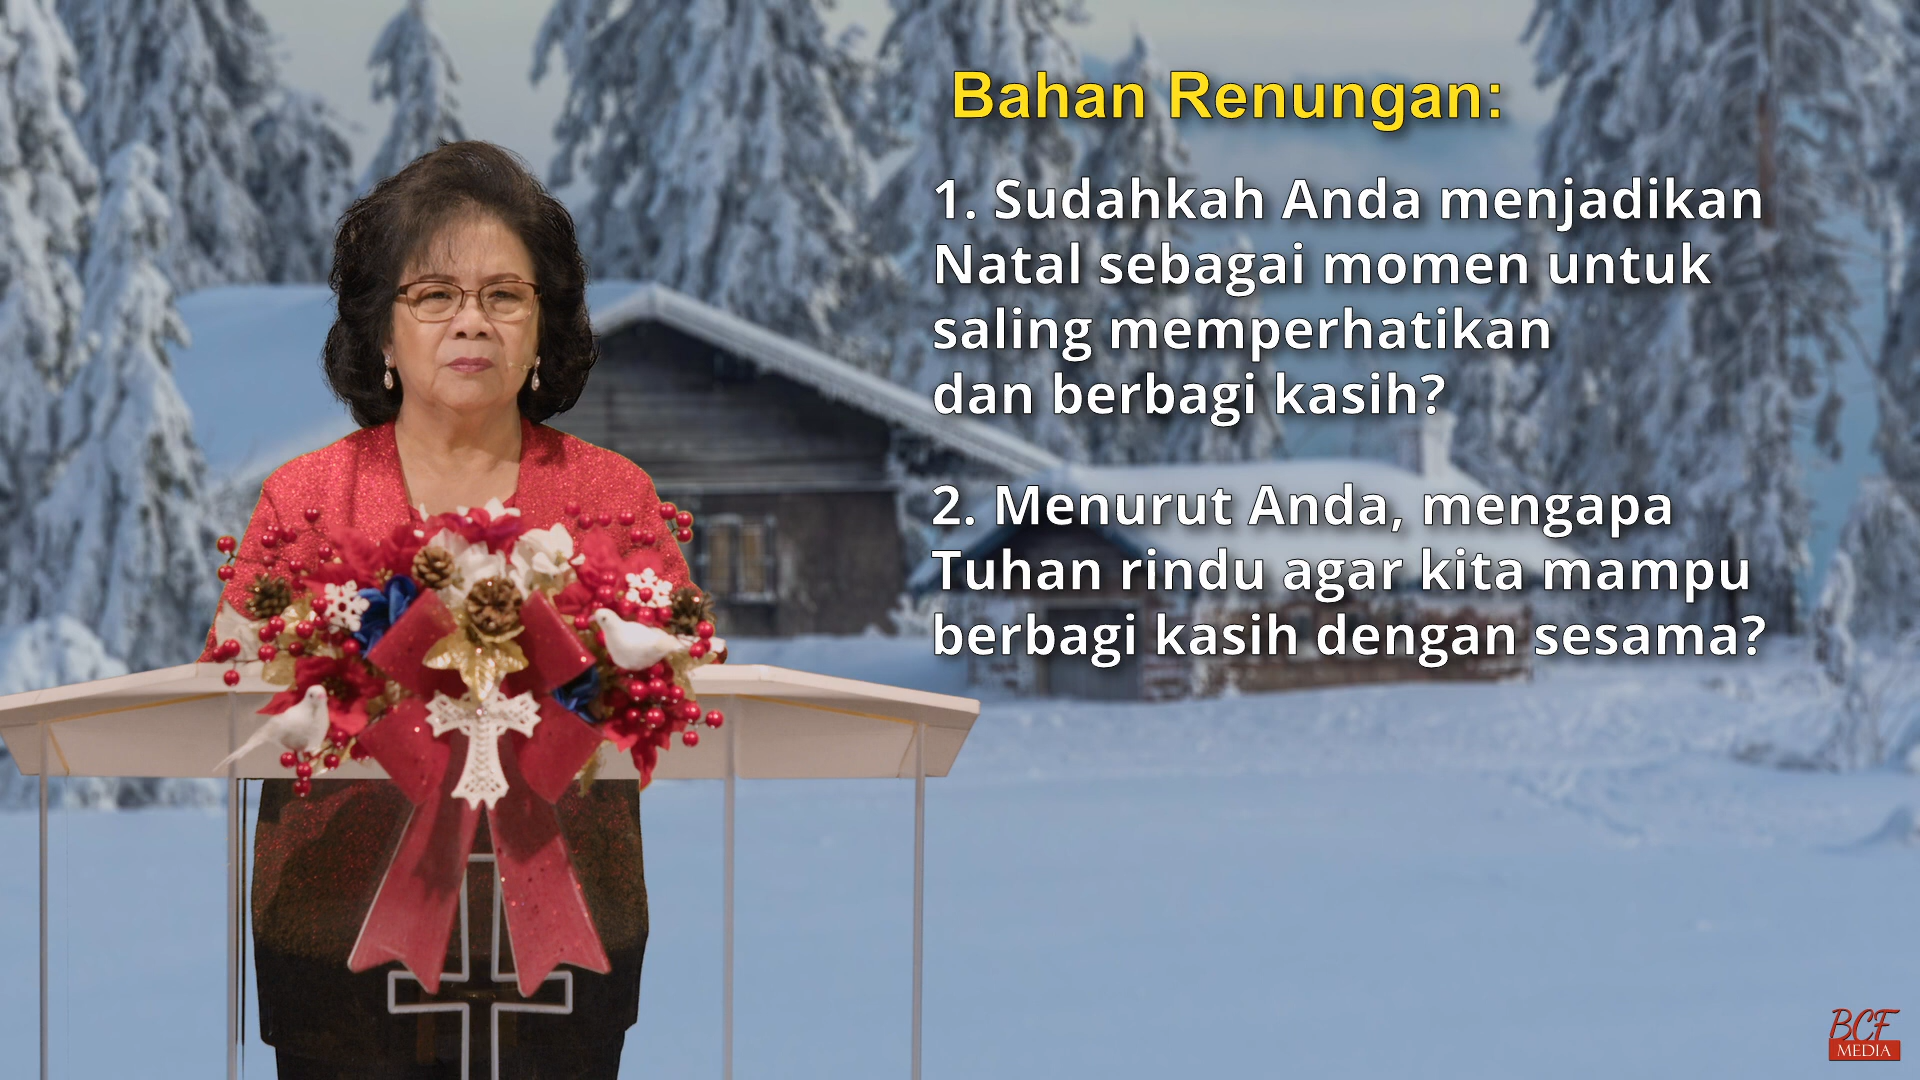 Bahan Renungan:
1. Sudahkah Anda menjadikan
Natal sebagai momen untuk
saling memperhatikan
dan berbagi kasih?
2. Menurut Anda, mengapa
Tuhan rindu agar kita mampu
berbagi kasih dengan sesama?
BCF
MEDIA